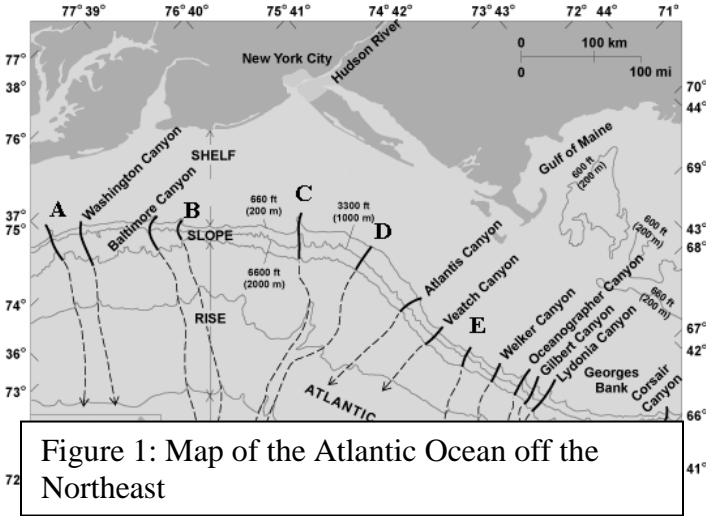 77° 39° 76° 40° 75° 41° 74° 42° 73° 43° 72° 44° 71°
77°
38°
76°
37°
75°
74°
36°
73°
72
70°
44°
69°
43°
68°
67°
42°
66°
41°
New York City
Hudson River
0 100 km
0 100 mi
Gulf of Maine
600 ft
(200 m)
600 ft
(200 m)
660 ft
(200 m)
SHELF
A
Washington Canyon
Baltimore Canyon
B
SLOPE
660 ft
(200 m)
C
3300 ft
(1000 m)
D
6600 ft
(2000 m)
RISE
Atlantis Canyon
Veatch Canyon
E
Welker Canyon
Oceanographer Canyon
Gilbert Canyon
Lydonia Canyon
Georges
Bank
Corsair
Canyon
ATLANTIC
Figure 1: Map of the Atlantic Ocean off the
Northeast